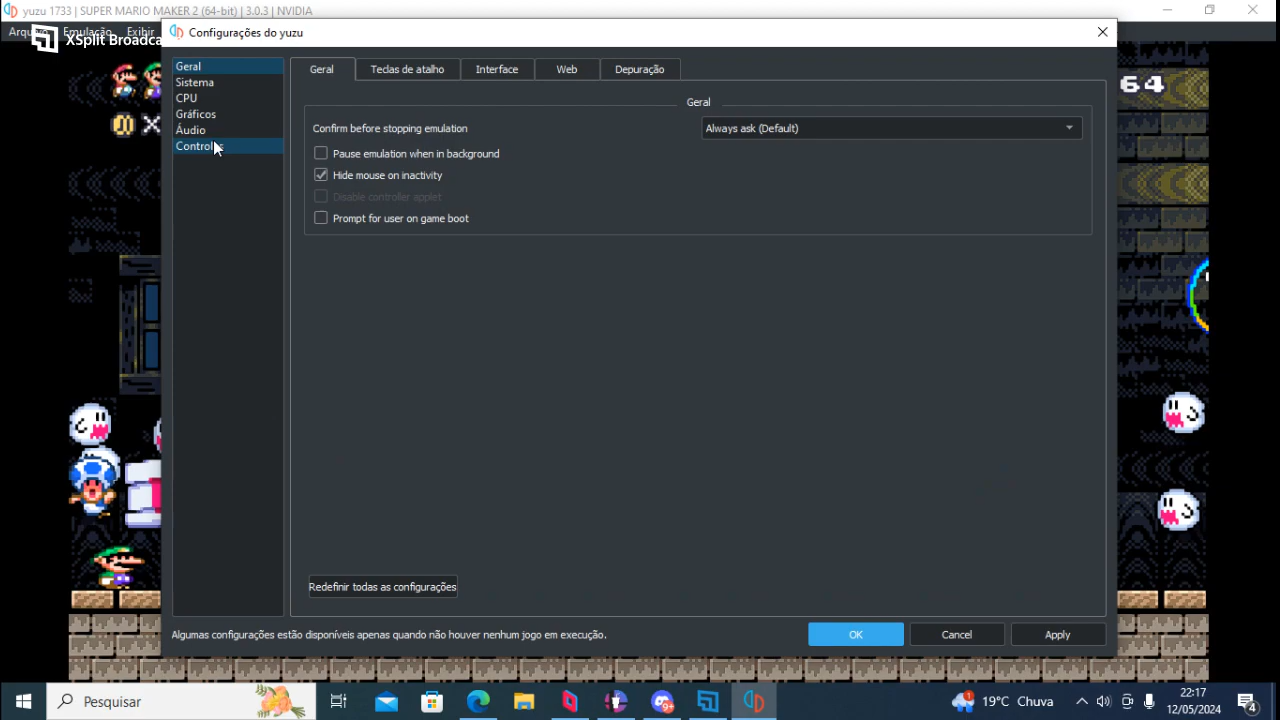 yuzu 1733 | SUPER MARIO MAKER 2 (64-bit) | 3.0.3 | NVIDIA
Emulação Exibir
XSplit Broadca
Configurações do yuzu
Geral
Sistema
CPU
Gráficos
Áudio
Geral Teclas de atalho Interface Web Depuração
Geral
Confirm before stopping emulation Always ask (Default)
Pause emulation when in background
Hide mouse on inactivity
Disable controller applet
Prompt for user on game boot
Redefinir todas as configurações
Algumas configurações estão disponíveis apenas quando não houver nenhum jogo em execução.
OK Cancel Apply
64
X
Pesquisar
1
19°C Chuva
22:17
12/05/2024
4